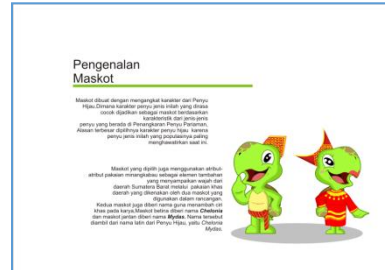 Pengenalan
Maskot
Maskot dibuat dengan mengangkat karakter dari Penyu
Hijau.Dimana karakter penyu jenis inilah yang dirasa
cocok dijadikan sebagai maskot berdasarkan
karakteristik dari jenis-jenis
penyu yang berada di Penangkaran Penyu Pariaman,
Alasan terbesar dipilihnya karakter penyu hijau karena
penyu jenis inilah yang populasinya paling
menghawatirkan saat ini.
Maskot yang dipilih juga menggunakan atribut-
atribut pakaian minangkabau sebagai elemen tambahan
yang menyampaikan wajah dari
daerah Sumatera Barat melalui pakaian khas
daerah yang dikenakan oleh dua maskot yang
digunakan dalam rancangan.
Kedua maskot juga diberi nama guna menambah ciri
khas pada karya.Maskot betina diberi nama Chelonia
dan maskot jantan diberi nama Mydas. Nama tersebut
diambil dari nama latin dari Penyu Hijau, yaitu Chelonia
Mydas.